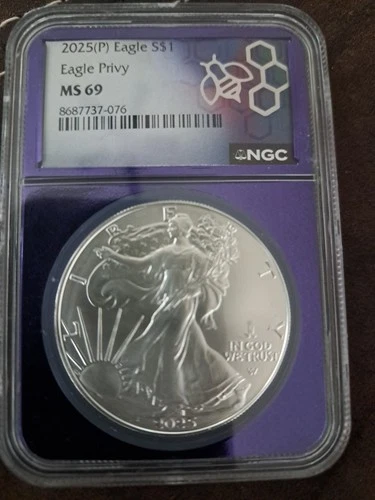 2025(P) Eagle S$1
Eagle Privy
MS 69
8687737-076
NGC
LIBERTY
IN GOD
WE TRUST
W
2025